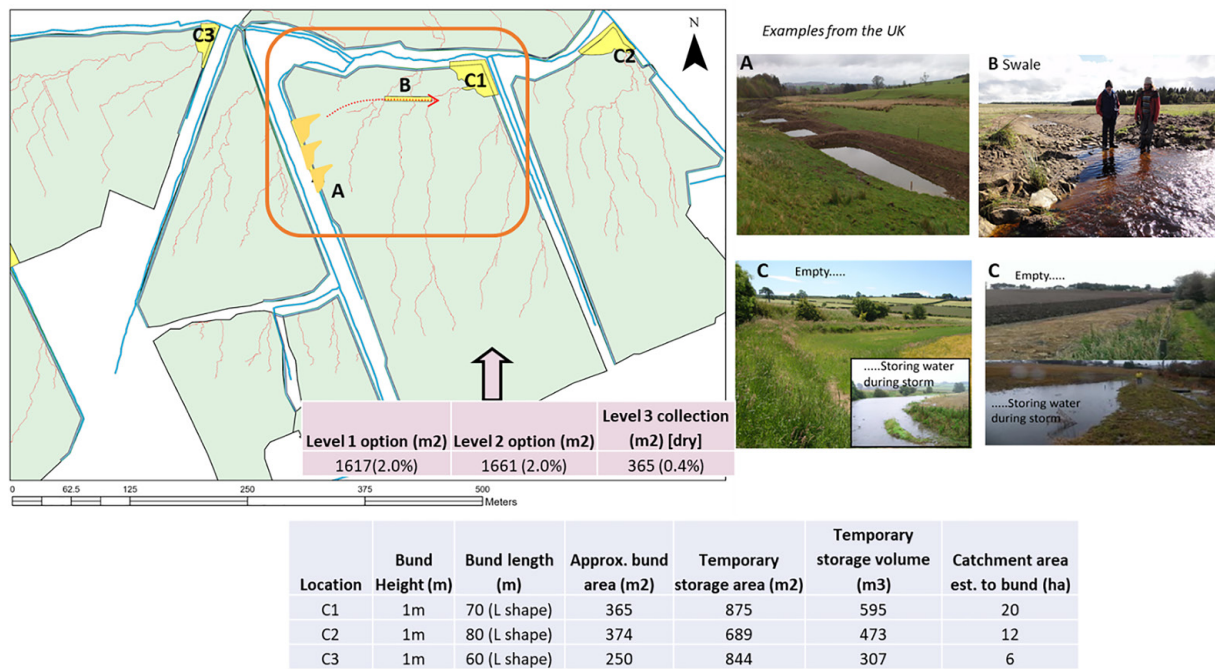 C3
C2
C1
B
A
N
Level 1 option (m2) Level 2 option (m2) Level 3 collection (m2) [dry]
1617(2.0%) 1661 (2.0%) 365 (0.4%)
0 62.5 125 250 375 500
Meters
Examples from the UK
A
B Swale
C
Empty.....
.....Storing water
during storm
C
Empty.....
.....Storing water
during storm
Location Bund Height (m) Bund length (m) Approx. bund area (m2) Temporary storage area (m2) Temporary storage volume (m3) Catchment area est. to bund (ha)
C1 1m 70 (L shape) 365 875 595 20
C2 1m 80 (L shape) 374 689 473 12
C3 1m 60 (L shape) 250 844 307 6